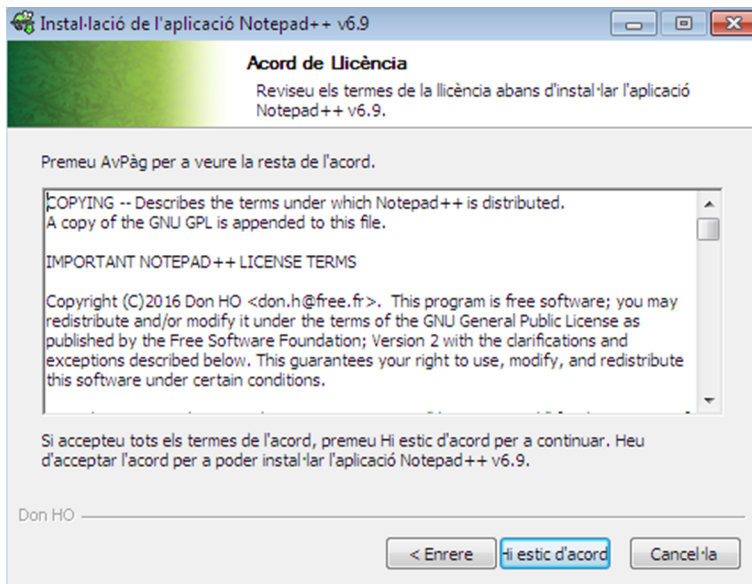 Instal·lació de l'aplicació Notepad++ v6.9
Acord de Llicència
Reviseu els termes de la llicència abans d'instal·lar l'aplicació
Notepad++ v6.9.
Premeu AvPàg per a veure la resta de l'acord.
COPYING -- Describes the terms under which Notepad++ is distributed.
A copy of the GNU GPL is appended to this file.
IMPORTANT NOTEPAD++ LICENSE TERMS
Copyright (C)2016 Don HO <don.h@free.fr>. This program is free software; you may
redistribute and/or modify it under the terms of the GNU General Public License as
published by the Free Software Foundation; Version 2 with the clarifications and
exceptions described below. This guarantees your right to use, modify, and redistribute
this software under certain conditions.
Si accepteu tots els termes de l'acord, premeu Hi estic d'acord per a continuar. Heu
d'acceptar l'acord per a poder instal·lar l'aplicació Notepad++ v6.9.
Don HO
< Enrere Hi estic d'acord Cancel·la